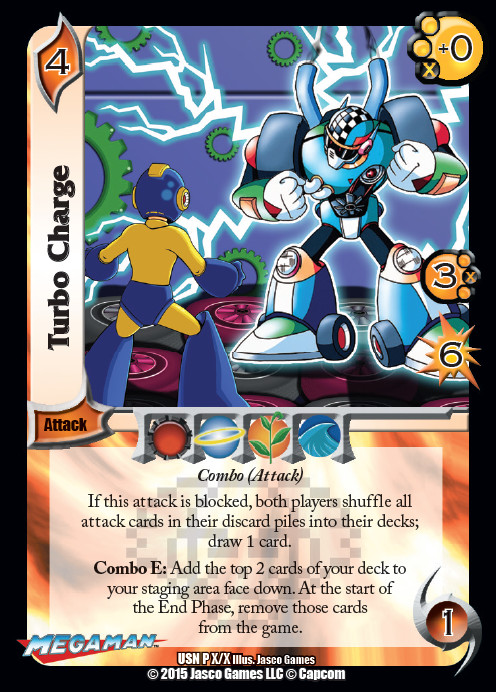 4
+0
X
Turbo Charge
3
X
6
Attack
Combo (Attack)
If this attack is blocked, both players shuffle all
attack cards in their discard piles into their decks;
draw 1 card.
Combo E: Add the top 2 cards of your deck to
your staging area face down. At the start of
the End Phase, remove those cards
from the game.
1
MEGAMAN™
USN P X/X Illus. Jasco Games
© 2015 Jasco Games LLC © Capcom